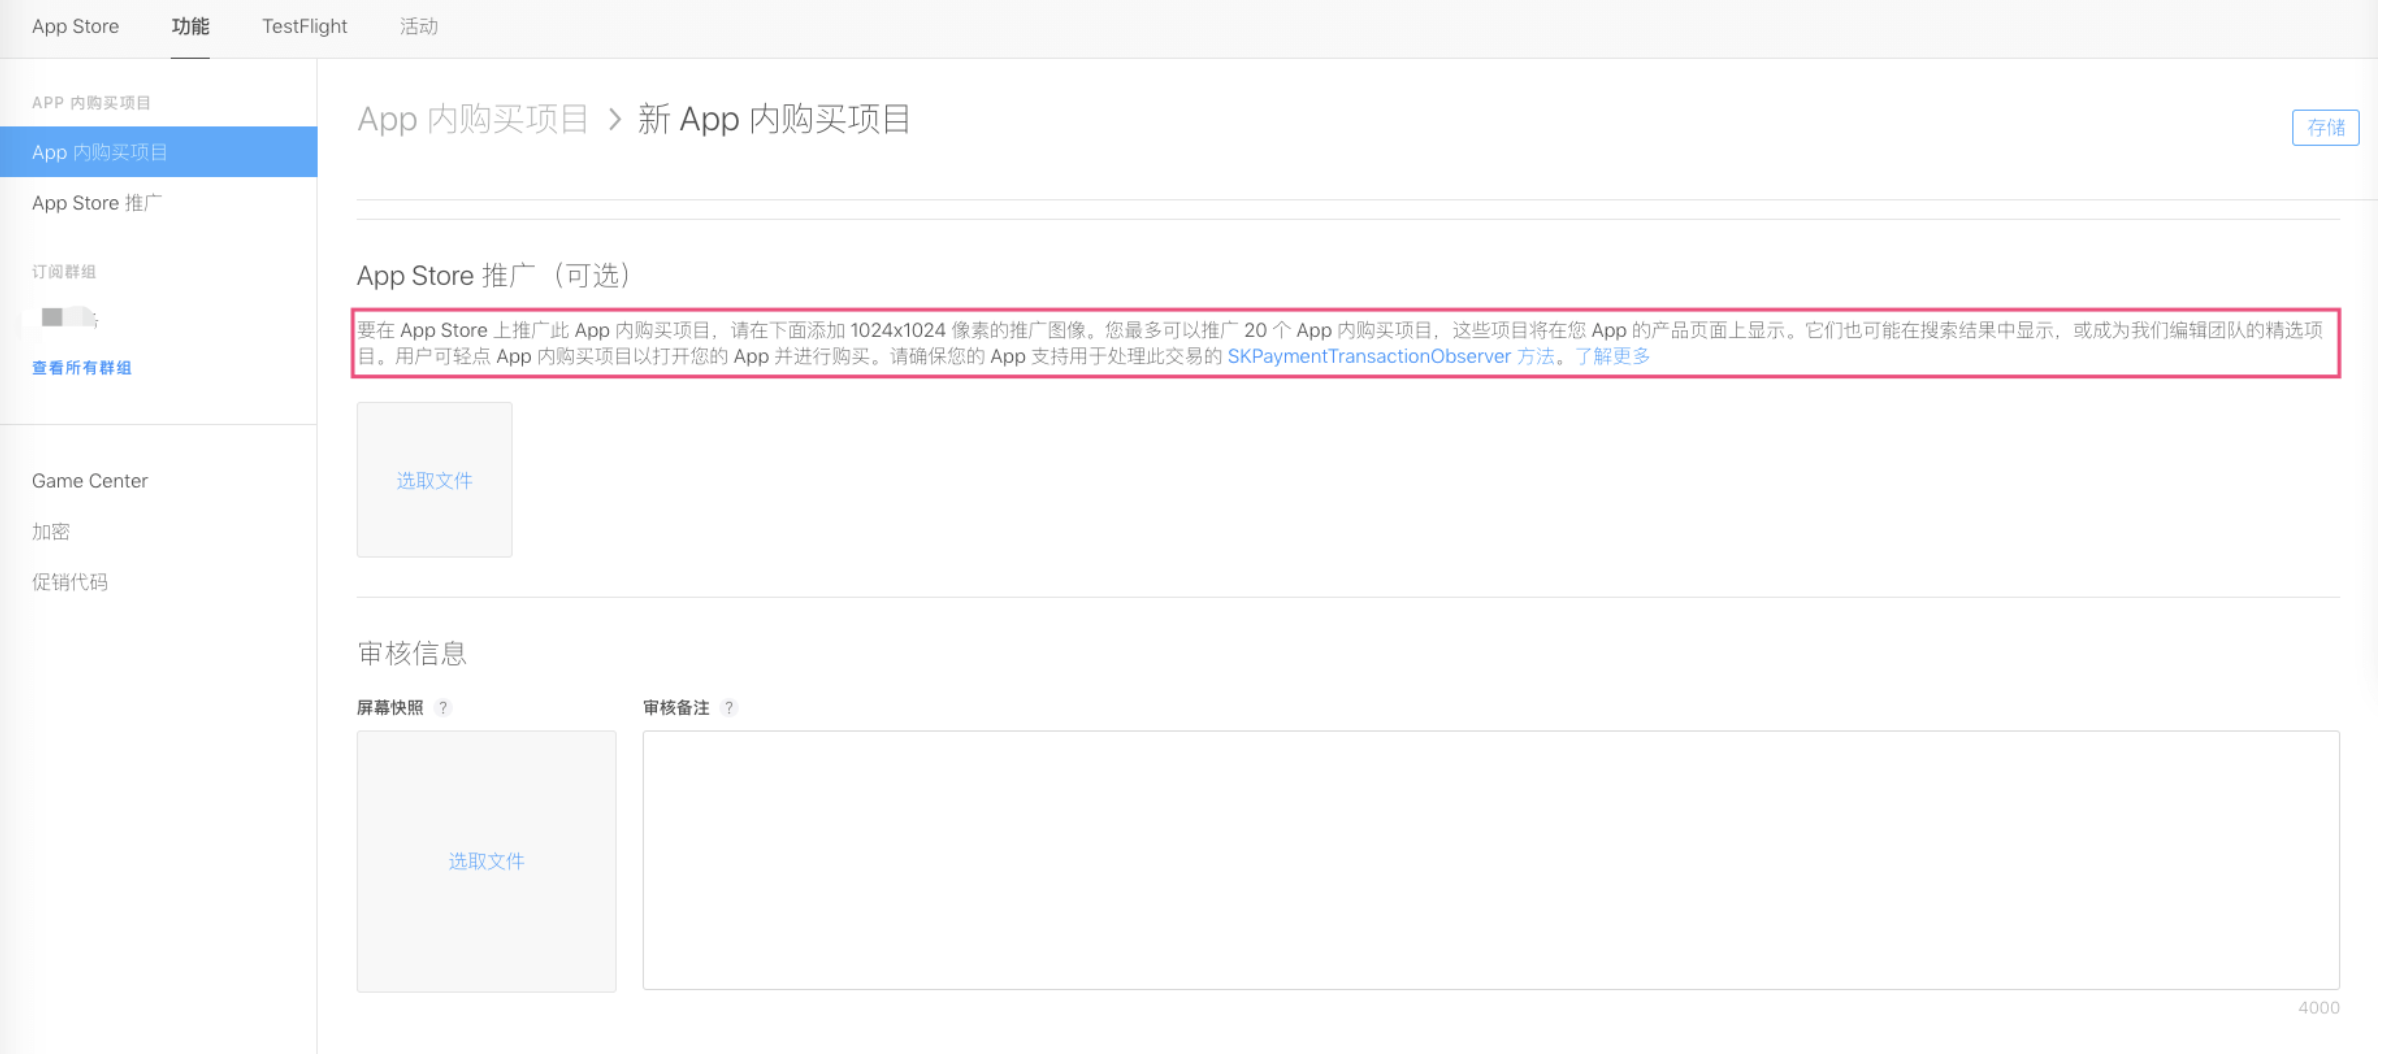 App Store 功能 TestFlight 活动
APP 内购买项目
App 内购买项目
App Store 推广
订阅群组
查看所有群组
Game Center
加密
促销代码
App 内购买项目 > 新 App 内购买项目
存储
App Store 推广（可选）
要在 App Store 上推广此 App 内购买项目，请在下面添加 1024x1024 像素的推广图像。您最多可以推广 20 个 App 内购买项目，这些项目将在您 App 的产品页面上显示。它们也可能在搜索结果中显示，或成为我们编辑团队的精选项
目。用户可轻点 App 内购买项目以打开您的 App 并进行购买。请确保您的 App 支持用于处理此交易的 SKPaymentTransactionObserver 方法。了解更多
选取文件
审核信息
屏幕快照 ? 审核备注 ?
选取文件
4000